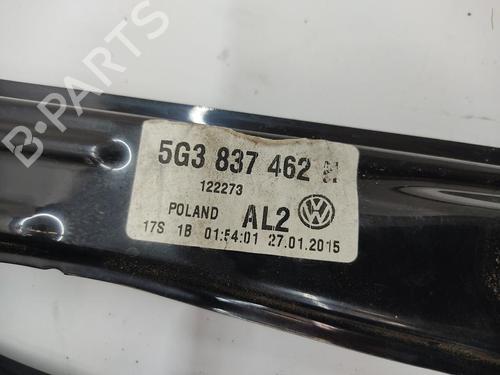 B-PARTS
5G3 837 462
122273
POLAND AL2
17S 1B 01:54:01 27.01.2015